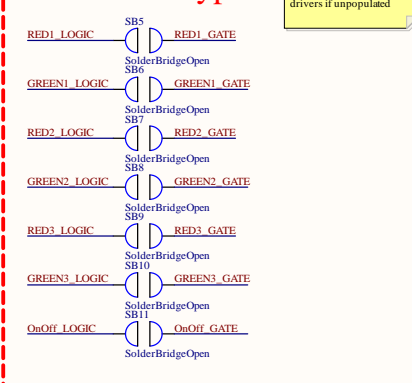 drivers if unpopulated
SB5
RED1_LOGIC RED1_GATE
SolderBridgeOpen
SB6
GREEN1_LOGIC GREEN1_GATE
SolderBridgeOpen
SB7
RED2_LOGIC RED2_GATE
SolderBridgeOpen
SB8
GREEN2_LOGIC GREEN2_GATE
SolderBridgeOpen
SB9
RED3_LOGIC RED3_GATE
SolderBridgeOpen
SB10
GREEN3_LOGIC GREEN3_GATE
SolderBridgeOpen
SB11
OnOff_LOGIC OnOff_GATE
SolderBridgeOpen